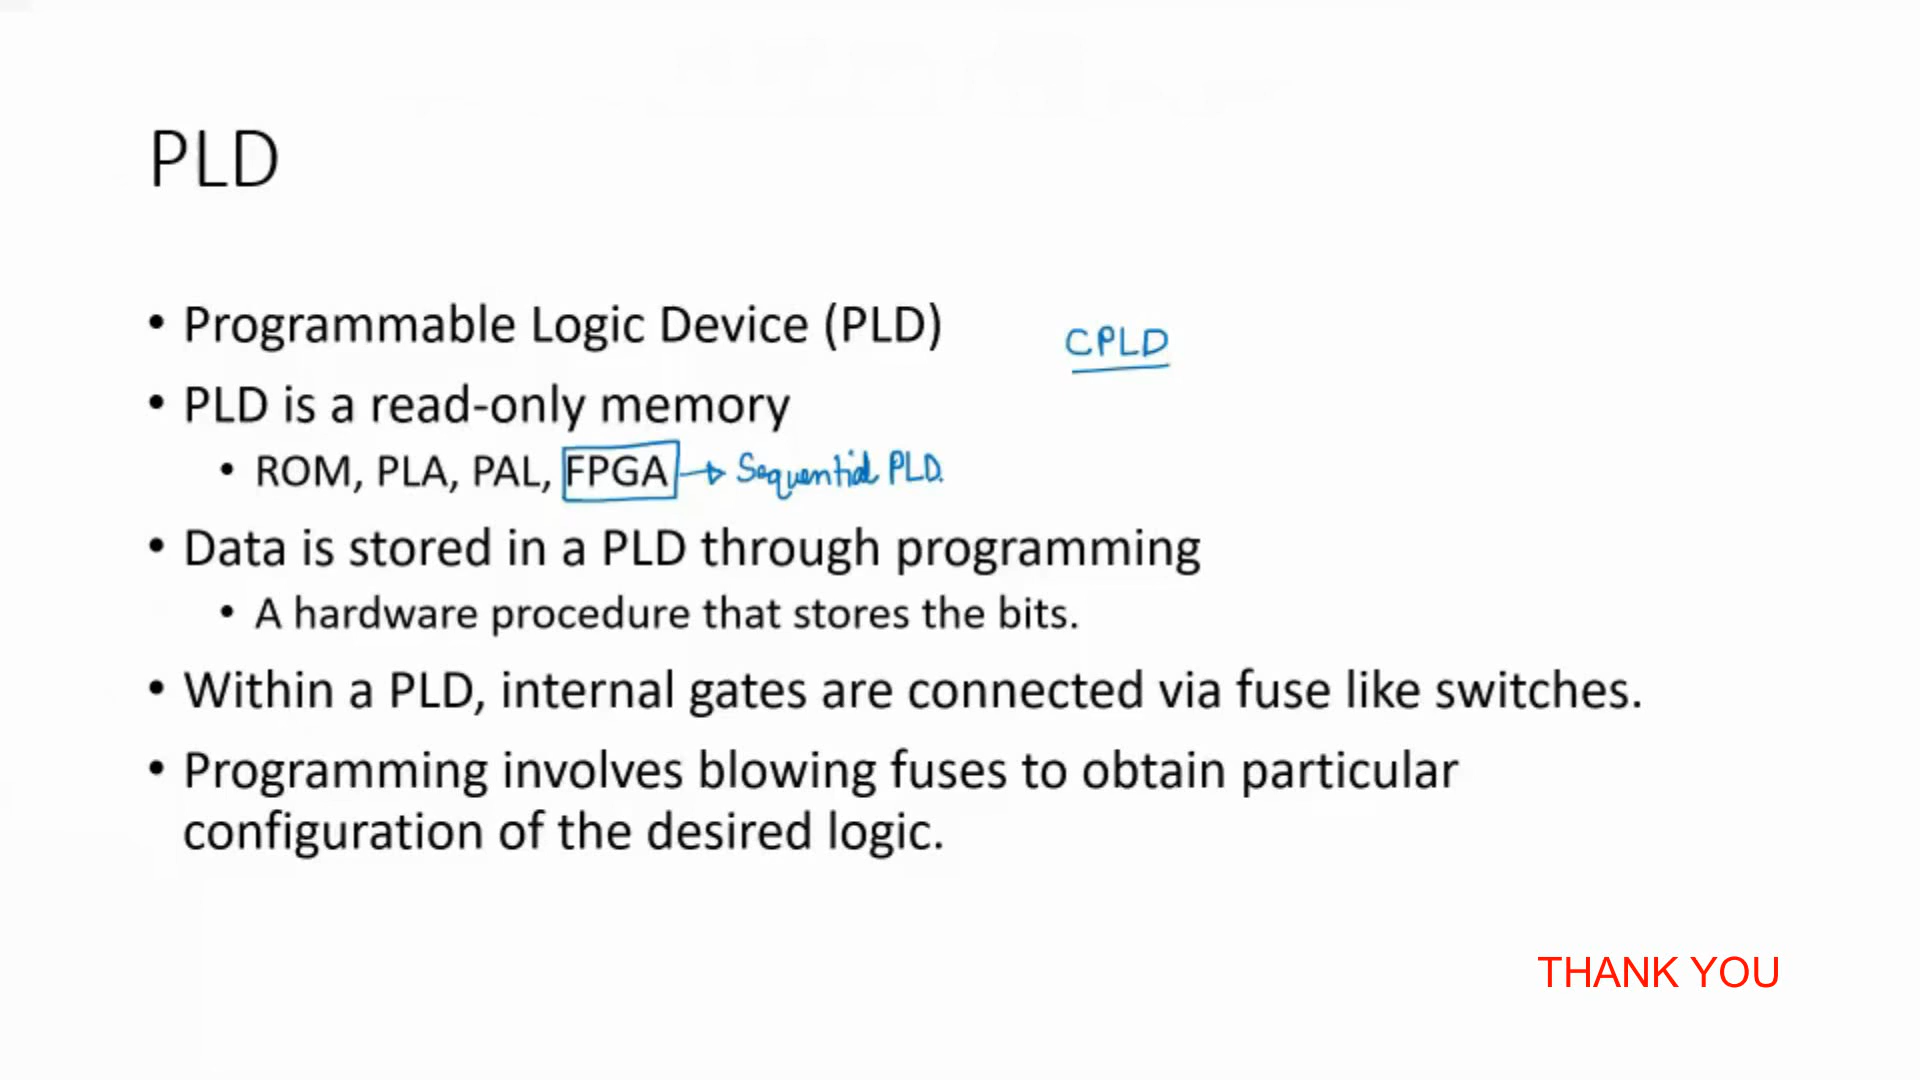 PLD
• Programmable Logic Device (PLD)
CPLD
• PLD is a read-only memory
• ROM, PLA, PAL, FPGA → Sequential PLD.
• Data is stored in a PLD through programming
• A hardware procedure that stores the bits.
• Within a PLD, internal gates are connected via fuse like switches.
• Programming involves blowing fuses to obtain particular
configuration of the desired logic.
THANK YOU